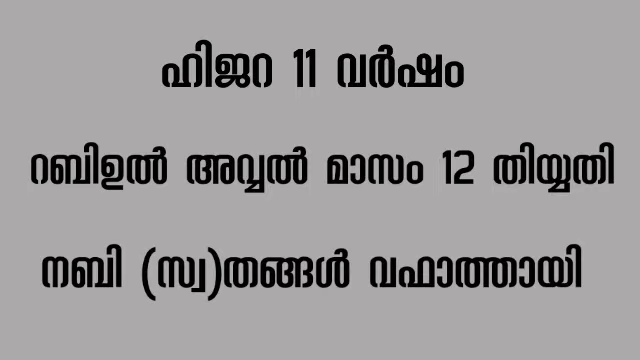 ഹിജറ 11 വർഷം
റബിഉൽ അവ്വൽ മാസം 12 തിയ്യതി
നബി (സ്വ)തങ്ങൾ വഫാത്തായി